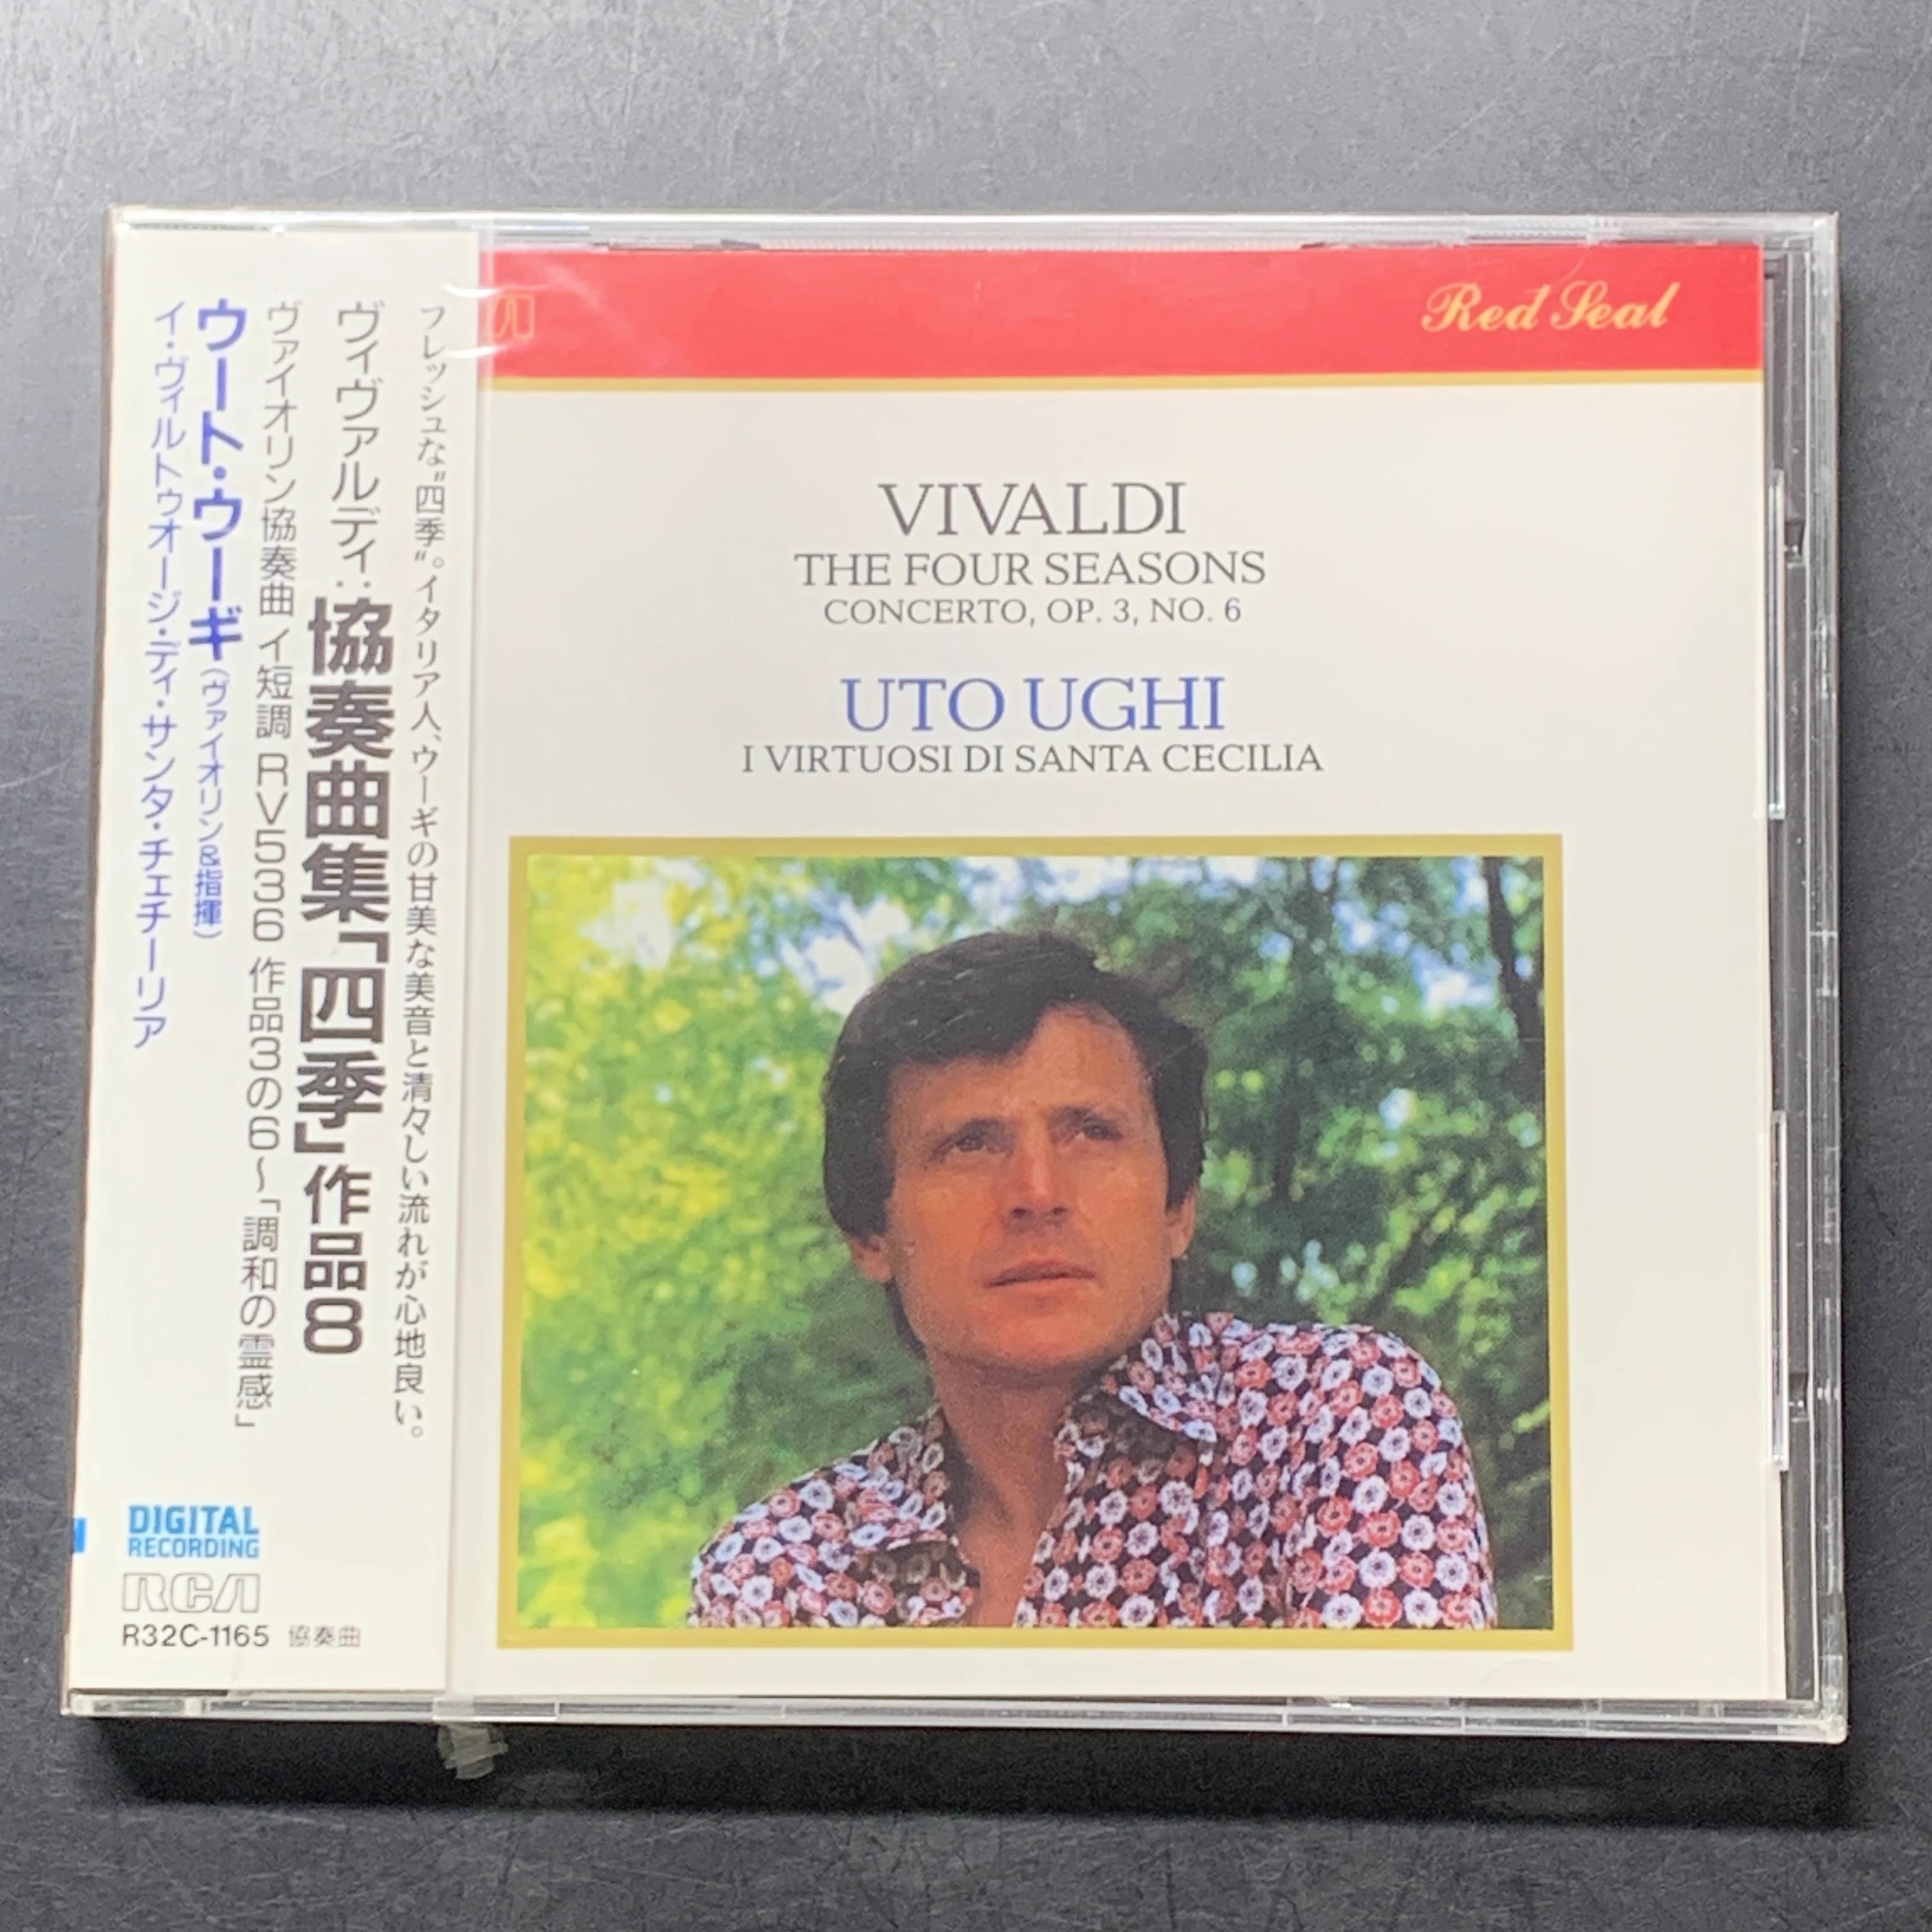 フレッシュな"四季"。イタリア人、ウーギの甘美な美音と清々しい流れが心地良い。
ヴィヴァルディ:協奏曲集「四季」作品8
ヴァイオリン協奏曲 イ短調 RV536 作品3の6~「調和の霊感」
ウート・ウーギ(ヴァイオリン&指揮)
イ・ヴィルトゥオージ・ディ・サンタ・チェチーリア
DIGITAL
RECORDING
RCA
R32C-1165 協奏曲
Red Seal
VIVALDI
THE FOUR SEASONS
CONCERTO, OP. 3, NO. 6
UTO UGHI
I VIRTUOSI DI SANTA CECILIA